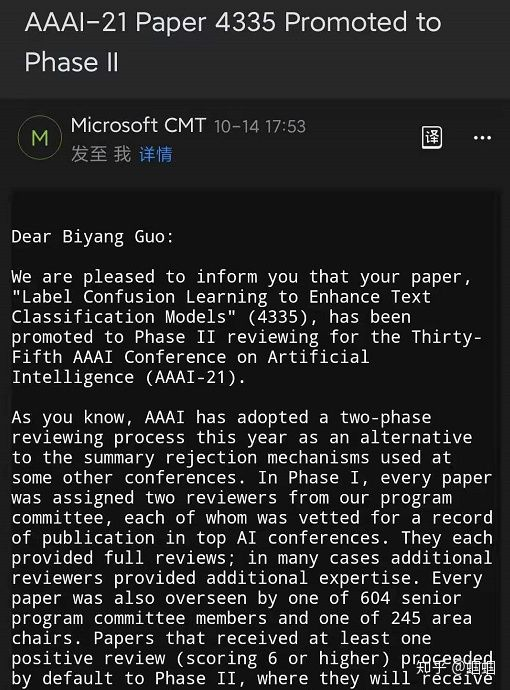 AAAI-21 Paper 4335 Promoted to
Phase II
M
Microsoft CMT 10-14 17:53
译
发至 我 详情
Dear Biyang Guo:
We are pleased to inform you that your paper,
"Label Confusion Learning to Enhance Text
Classification Models" (4335), has been
promoted to Phase II reviewing for the Thirty-
Fifth AAAI Conference on Artificial
Intelligence (AAAI-21).
As you know, AAAI has adopted a two-phase
reviewing process this year as an alternative
to the summary rejection mechanisms used at
some other conferences. In Phase I, every paper
was assigned two reviewers from our program
committee, each of whom was vetted for a record
of publication in top AI conferences. They each
provided full reviews; in many cases additional
reviewers provided additional expertise. Every
paper was also overseen by one of 604 senior
program committee members and one of 245 area
chairs. Papers that received at least one
positive review (scoring 6 or higher) proceeded
by default to Phase II, where they will receive
知乎